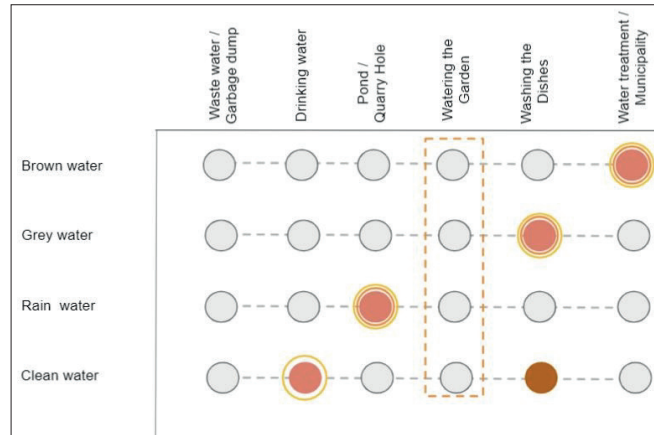 Waste water /
Garbage dump
Drinking water
Pond /
Quarry Hole
Watering the
Garden
Washing the
Dishes
Water treatment /
Municipality
Brown water
Grey water
Rain water
Clean water